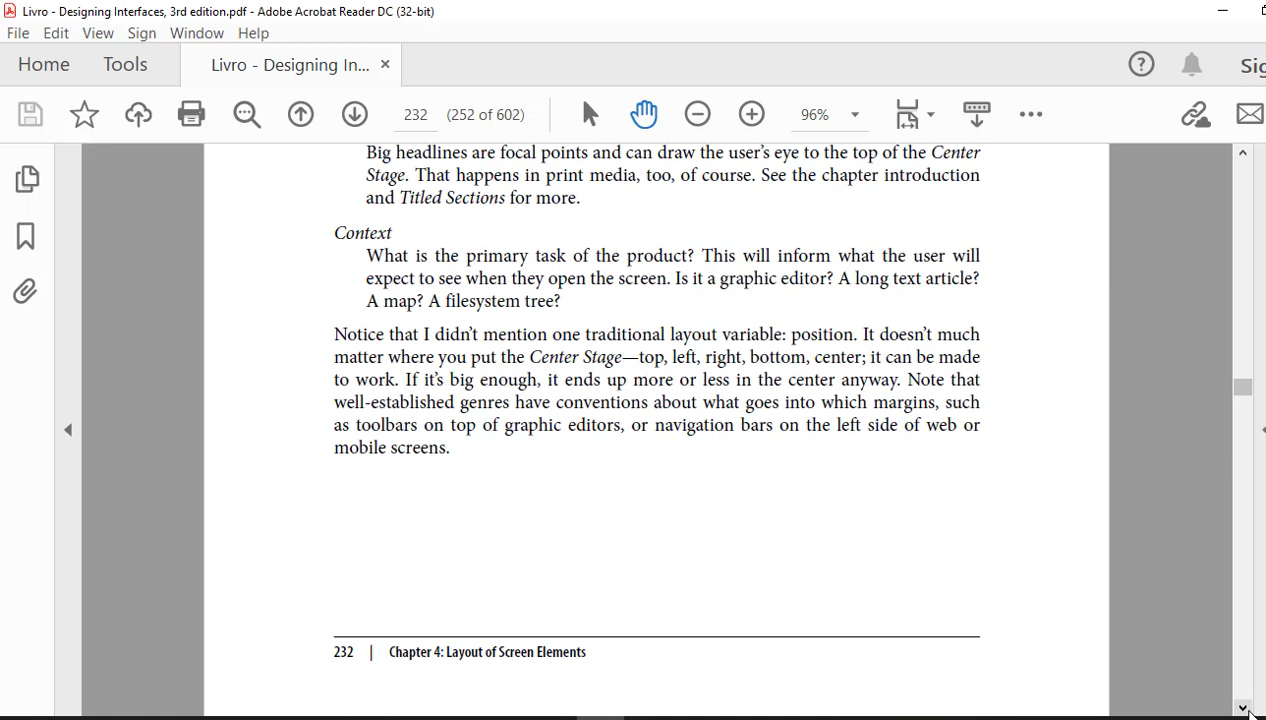 Livro - Designing Interfaces, 3rd edition.pdf - Adobe Acrobat Reader DC (32-bit)
File Edit View Sign Window Help
Home Tools Livro - Designing In... ×
232 (252 of 602) 96%
Big headlines are focal points and can draw the user's eye to the top of the Center
Stage. That happens in print media, too, of course. See the chapter introduction
and Titled Sections for more.
Context
What is the primary task of the product? This will inform what the user will
expect to see when they open the screen. Is it a graphic editor? A long text article?
A map? A filesystem tree?
Notice that I didn't mention one traditional layout variable: position. It doesn't much
matter where you put the Center Stage—top, left, right, bottom, center; it can be made
to work. If it's big enough, it ends up more or less in the center anyway. Note that
well-established genres have conventions about what goes into which margins, such
as toolbars on top of graphic editors, or navigation bars on the left side of web or
mobile screens.
232 | Chapter 4: Layout of Screen Elements